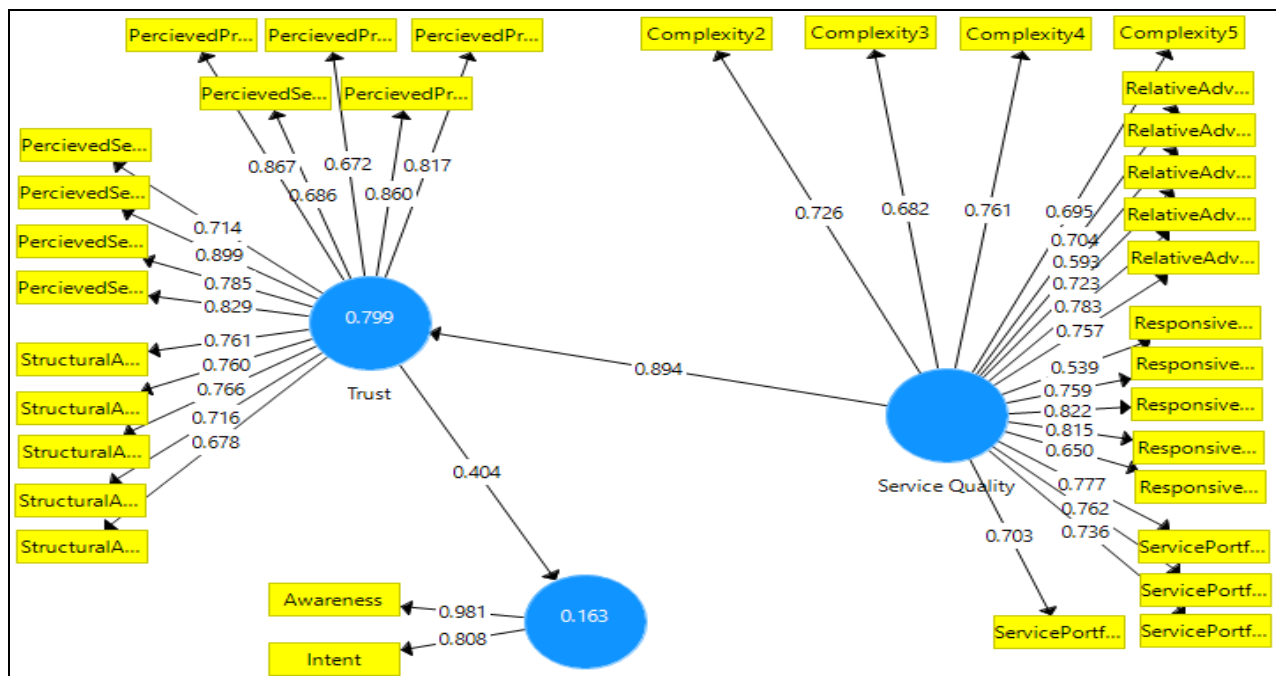 PercievedPr...
PercievedPr...
PercievedPr...
PercievedSe...
PercievedPr...
0.867
0.686
0.672
0.860
0.817
PercievedSe...
PercievedSe...
PercievedSe...
PercievedSe...
0.714
0.899
0.785
0.829
0.761
0.760
0.766
0.716
0.678
StructuralA...
StructuralA...
StructuralA...
StructuralA...
StructuralA...
0.799
Trust
0.894
0.404
Awareness
Intent
0.981
0.808
0.163
Complexity2
Complexity3
Complexity4
Complexity5
0.726
0.682
0.761
0.695
0.704
0.593
0.723
0.783
0.757
RelativeAdv...
RelativeAdv...
RelativeAdv...
RelativeAdv...
RelativeAdv...
Service Quality
0.539
0.759
0.822
0.815
0.650
Responsive...
Responsive...
Responsive...
Responsive...
Responsive...
0.777
0.762
0.736
0.703
ServicePortf...
ServicePortf...
ServicePortf...
ServicePortf...